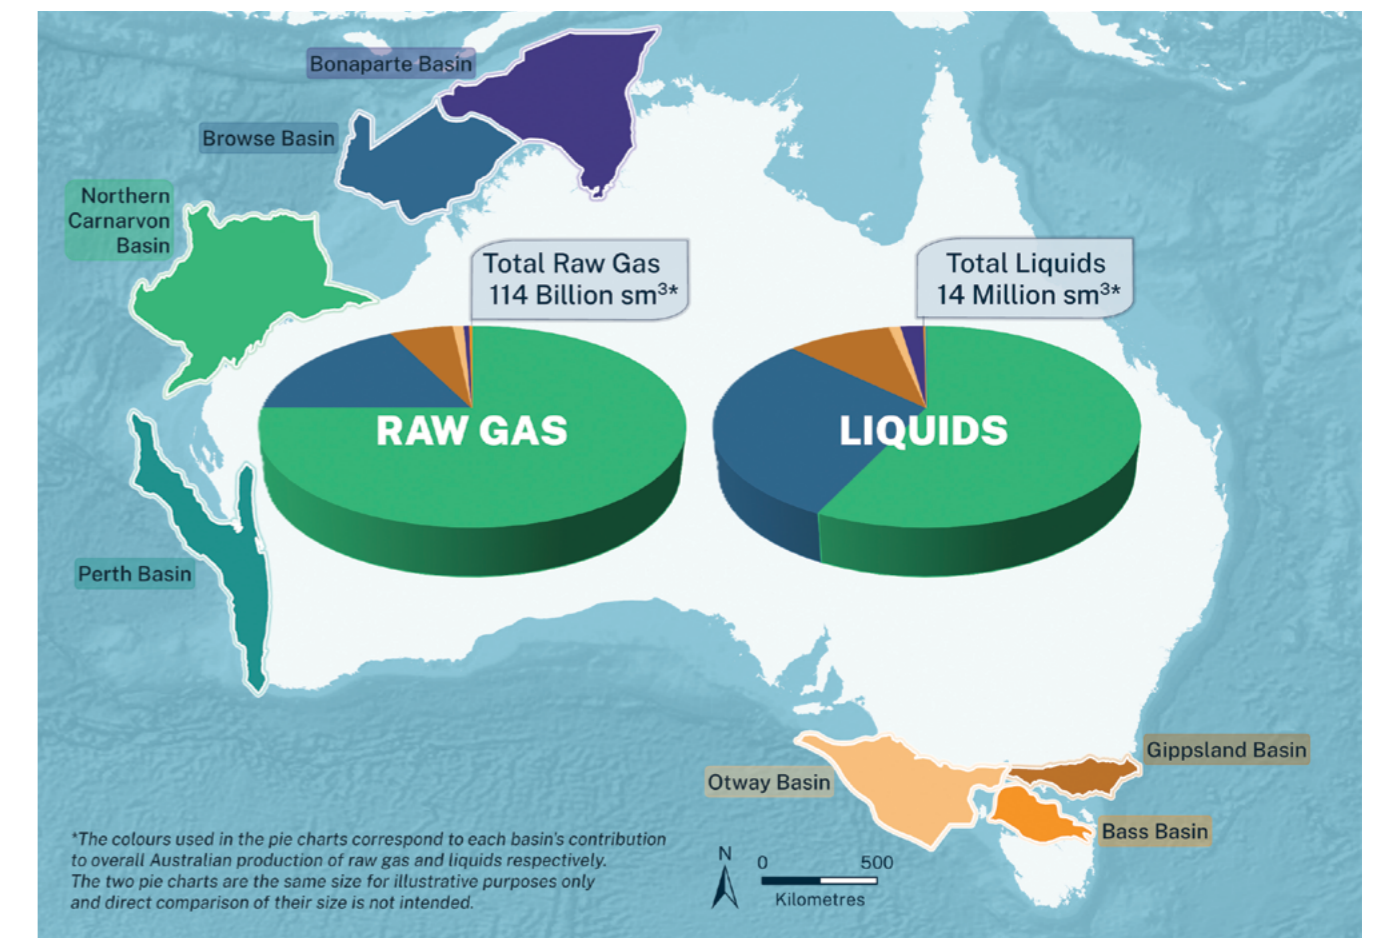 Bonaparte Basin
Browse Basin
Northern
Carnarvon
Basin
Total Raw Gas
114 Billion sm³*
Total Liquids
14 Million sm³*
RAW GAS
LIQUIDS
Perth Basin
Gippsland Basin
Otway Basin
Bass Basin
*The colours used in the pie charts correspond to each basin's contribution
to overall Australian production of raw gas and liquids respectively.
The two pie charts are the same size for illustrative purposes only
and direct comparison of their size is not intended.
N
0 500
Kilometres